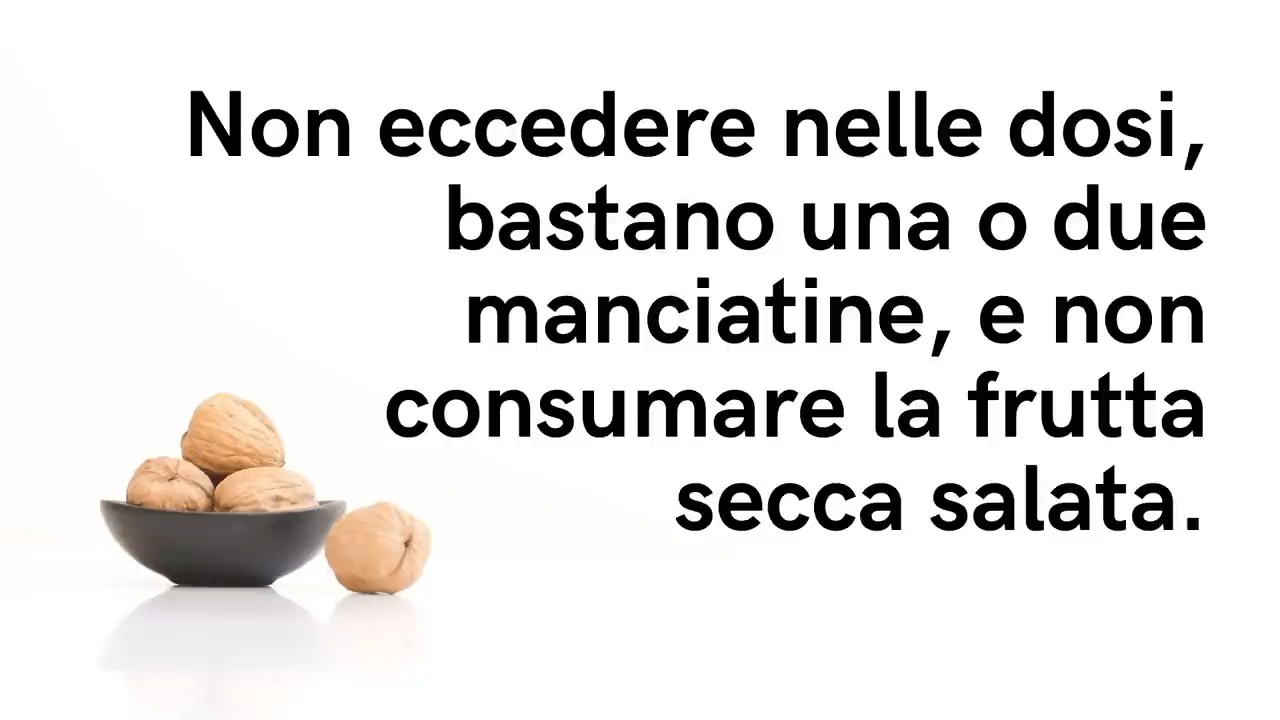 Non eccedere nelle dosi,
bastano una o due
manciatine, e non
consumare la frutta
secca salata.